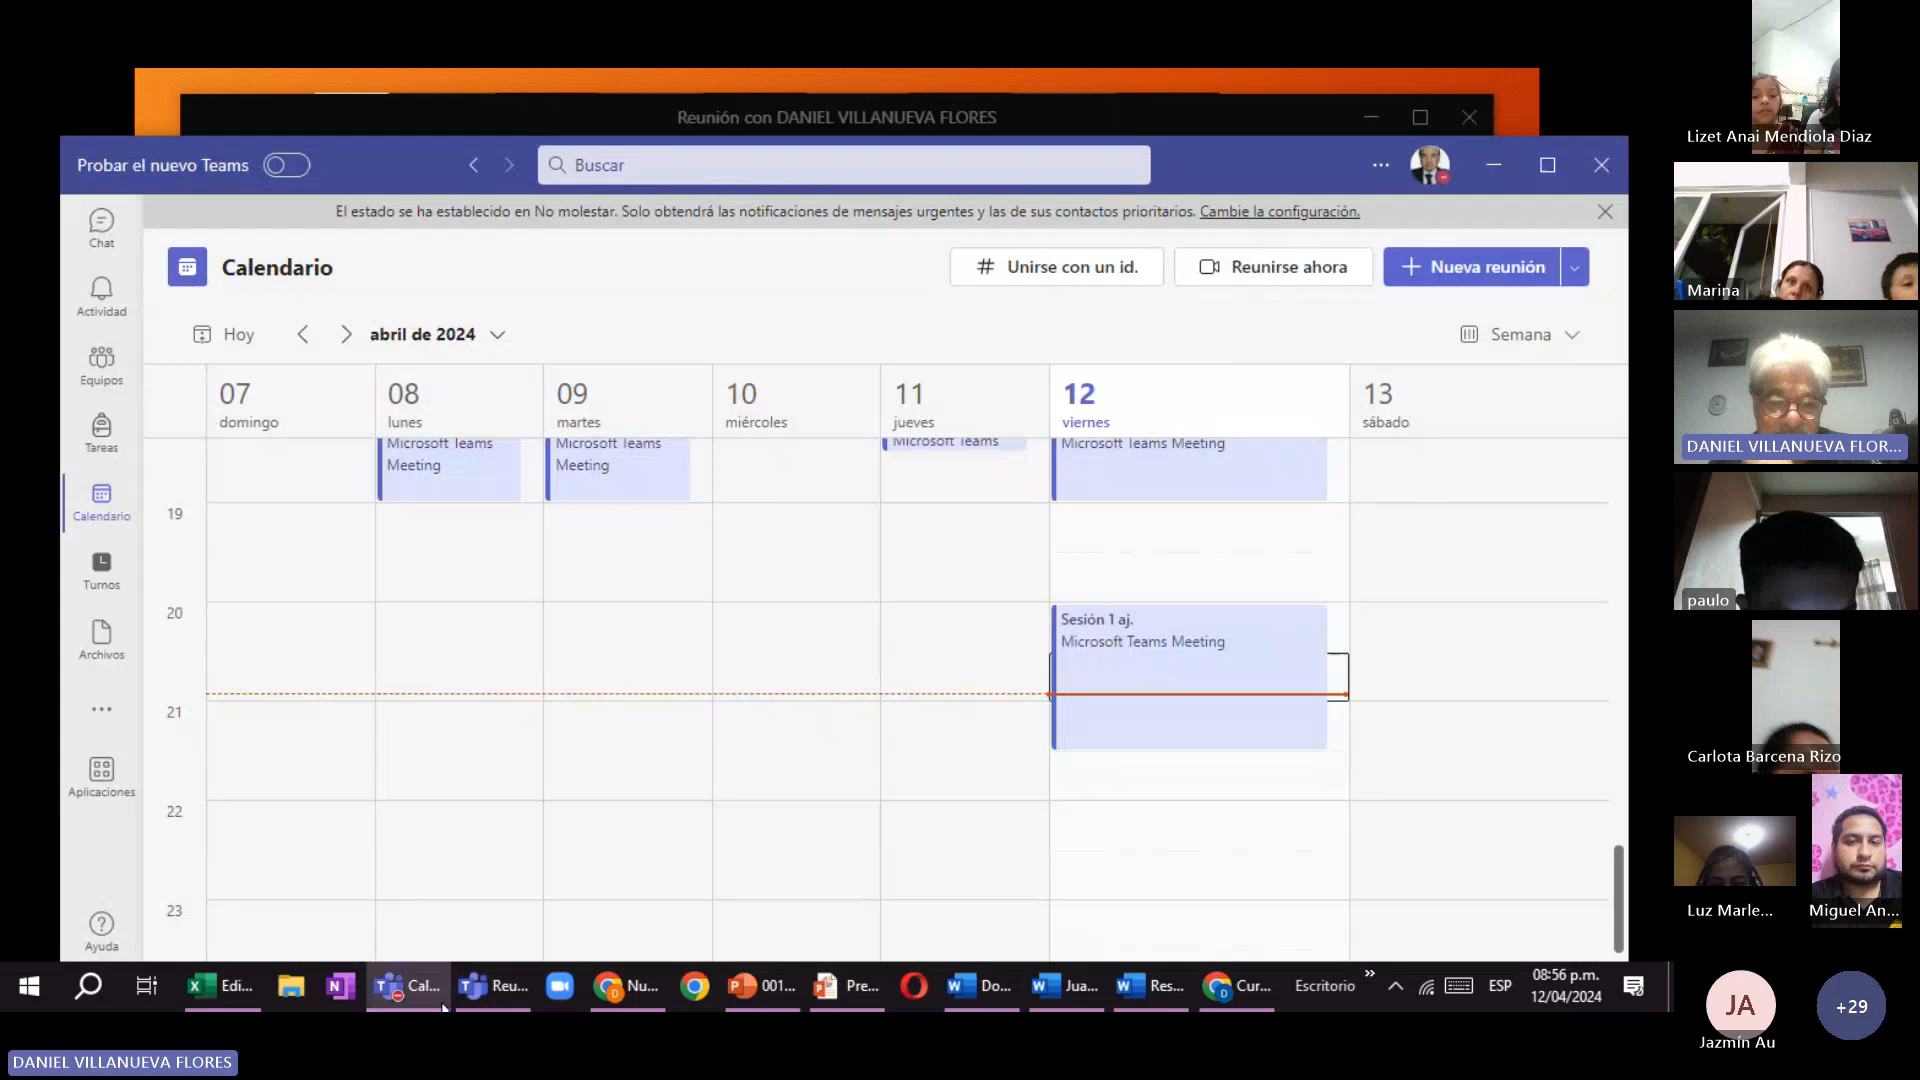 Reunión con DANIEL VILLANUEVA FLORES
Probar el nuevo Teams
Buscar
El estado se ha establecido en No molestar. Solo obtendrá las notificaciones de mensajes urgentes y las de sus contactos prioritarios. Cambie la configuración.
Chat
Actividad
Equipos
Tareas
Calendario
Turnos
Archivos
Aplicaciones
Ayuda
Calendario
Unirse con un id.
Reunirse ahora
Nueva reunión
Hoy
abril de 2024
Semana
07 domingo
08 lunes
09 martes
10 miércoles
11 jueves
12 viernes
13 sábado
Microsoft Teams Meeting
Microsoft Teams Meeting
Microsoft Teams
Microsoft Teams Meeting
19
20
Sesión 1 aj.
Microsoft Teams Meeting
21
22
23
Edi...
N
Cal...
Reu...
Nu...
001...
Pre...
Do...
Jua...
Res...
Cur...
Escritorio
ESP
08:56 p.m.
12/04/2024
DANIEL VILLANUEVA FLORES
Lizet Anai Mendiola Diaz
Marina
DANIEL VILLANUEVA FLOR...
paulo
Carlota Barcena Rizo
Luz Marle...
Miguel An...
JA
Jazmín Au
+29